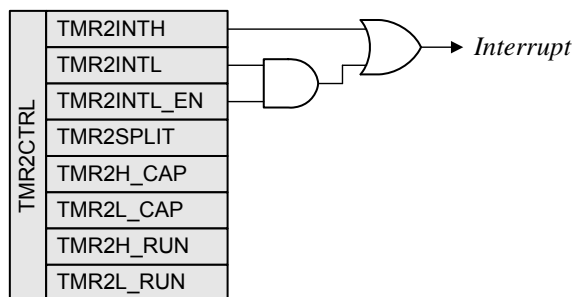 TMR2CTRL
TMR2INTH
TMR2INTL
TMR2INTL_EN
TMR2SPLIT
TMR2H_CAP
TMR2L_CAP
TMR2H_RUN
TMR2L_RUN
Interrupt